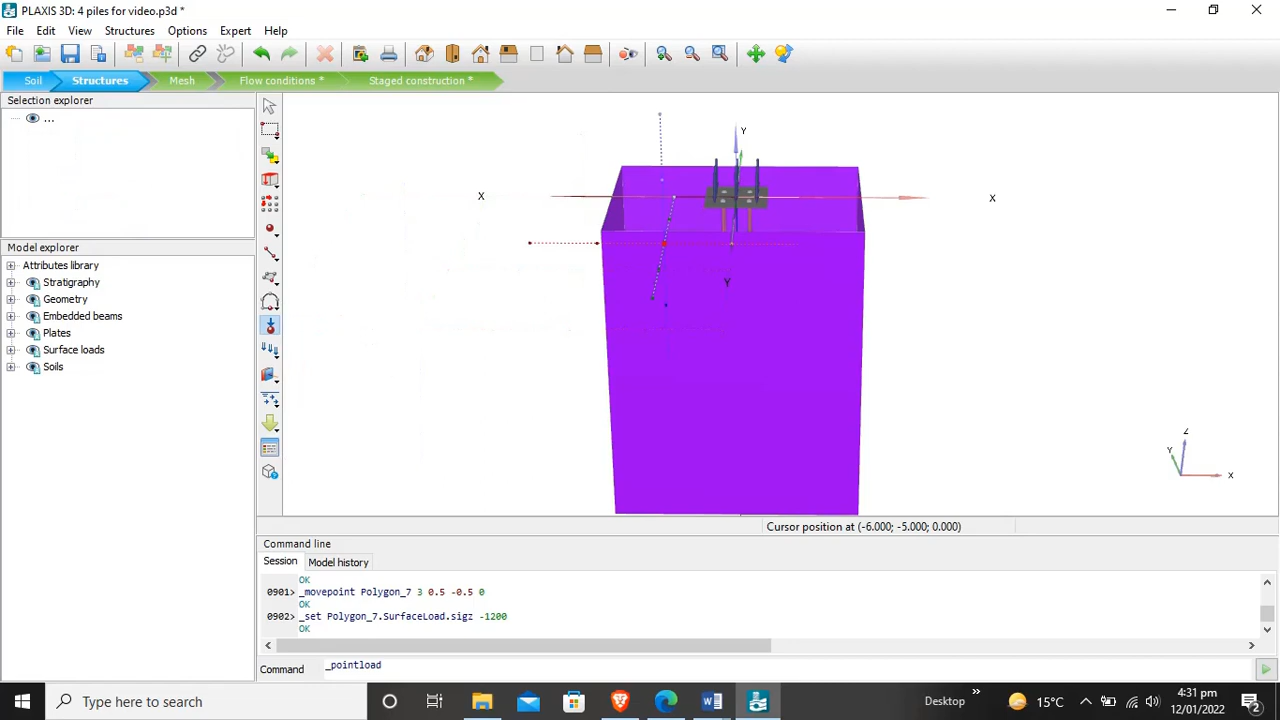 PLAXIS 3D: 4 piles for video.p3d *
File Edit View Structures Options Expert Help
Soil Structures Mesh Flow conditions * Staged construction *
Selection explorer
...
Model explorer
Attributes library
Stratigraphy
Geometry
Embedded beams
Plates
Surface loads
Soils
Y
X
X
Y
Z
Y
X
Cursor position at (-6.000; -5.000; 0.000)
Command line
Session Model history
OK
0901> _movepoint Polygon_7 3 0.5 -0.5 0
OK
0902> _set Polygon_7.SurfaceLoad.sigz -1200
OK
Command _pointload
Type here to search
Desktop
15°C
4:31 pm
12/01/2022
2